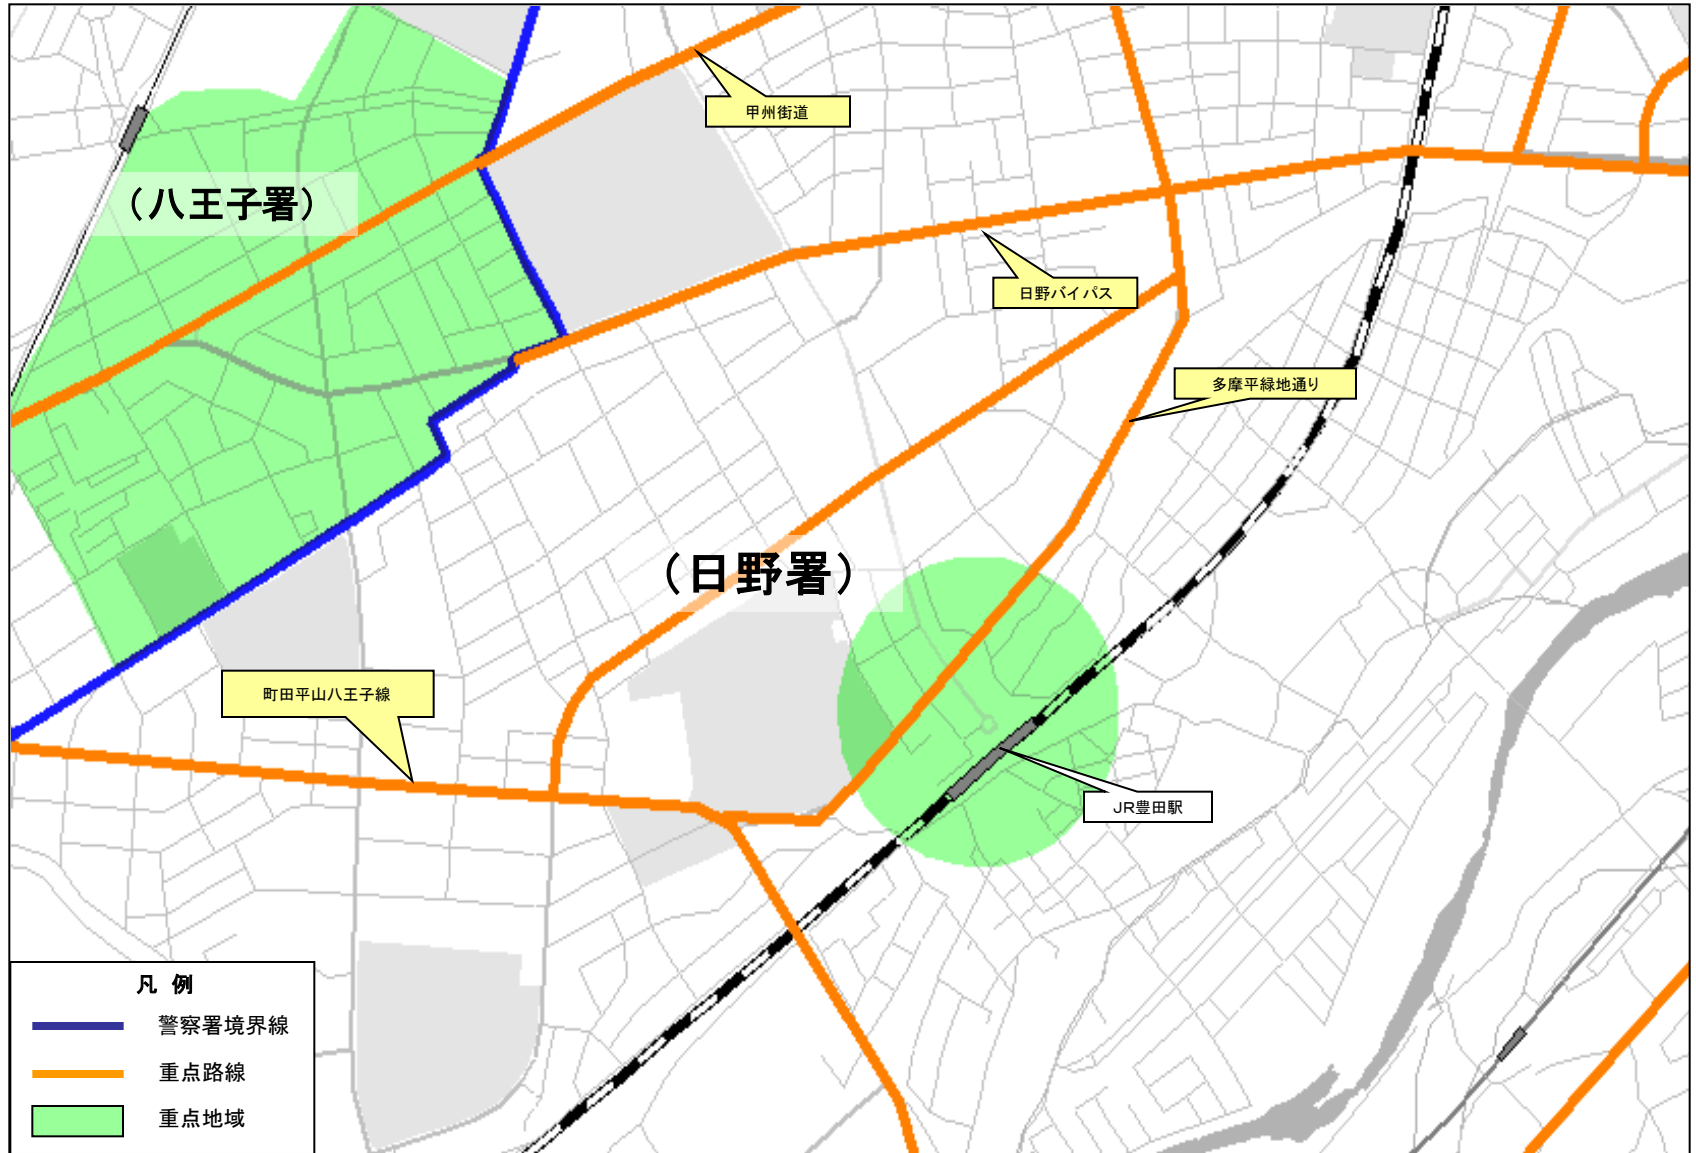 甲州街道
(八王子署)
日野バイパス
多摩平緑地通り
(日野署)
町田平山八王子線
JR豊田駅
凡 例
警察署境界線
重点路線
重点地域